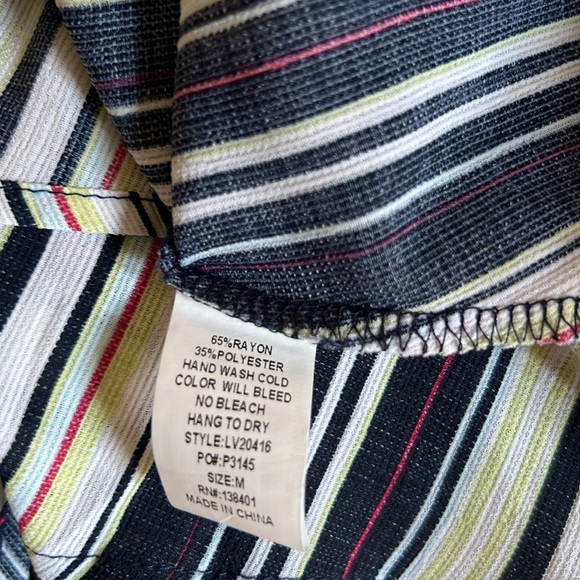 65%RAYON
35%POLYESTER
HAND WASH COLD
COLOR WILL BLEED
NO BLEACH
HANG TO DRY
STYLE:LV20416
PO#:P3145
SIZE:M
RN#:138401
MADE IN CHINA